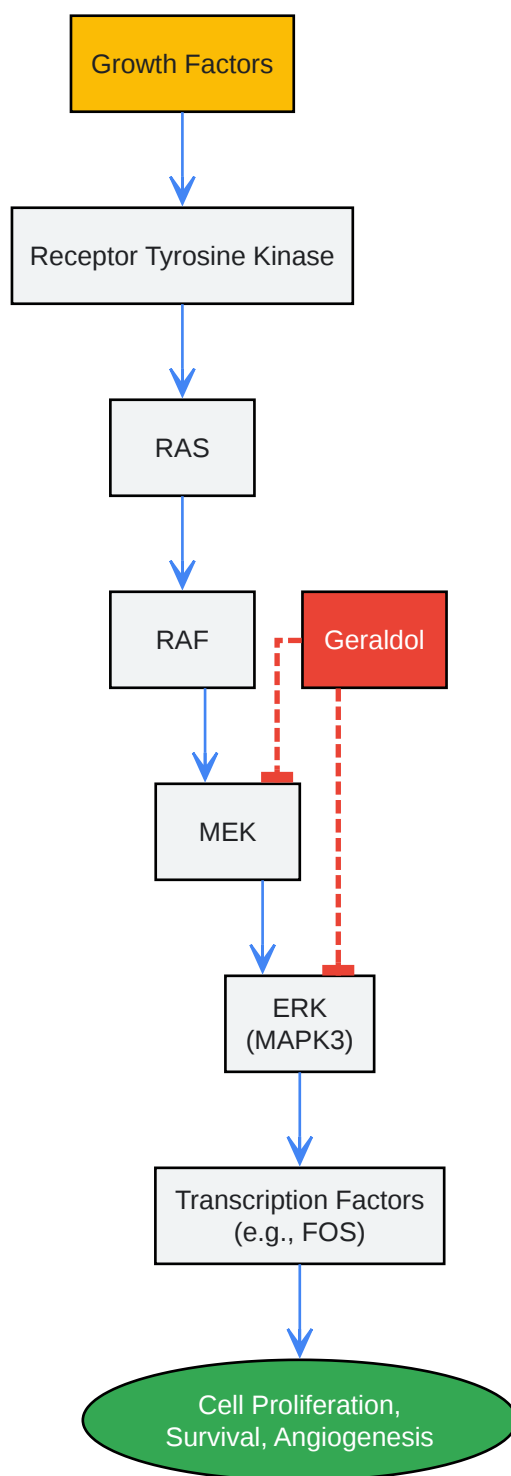 Growth Factors
Receptor Tyrosine Kinase
RAS
RAF
Geraldol
MEK
ERK
(MAPK3)
Transcription Factors
(e.g., FOS)
Cell Proliferation,
Survival, Angiogenesis